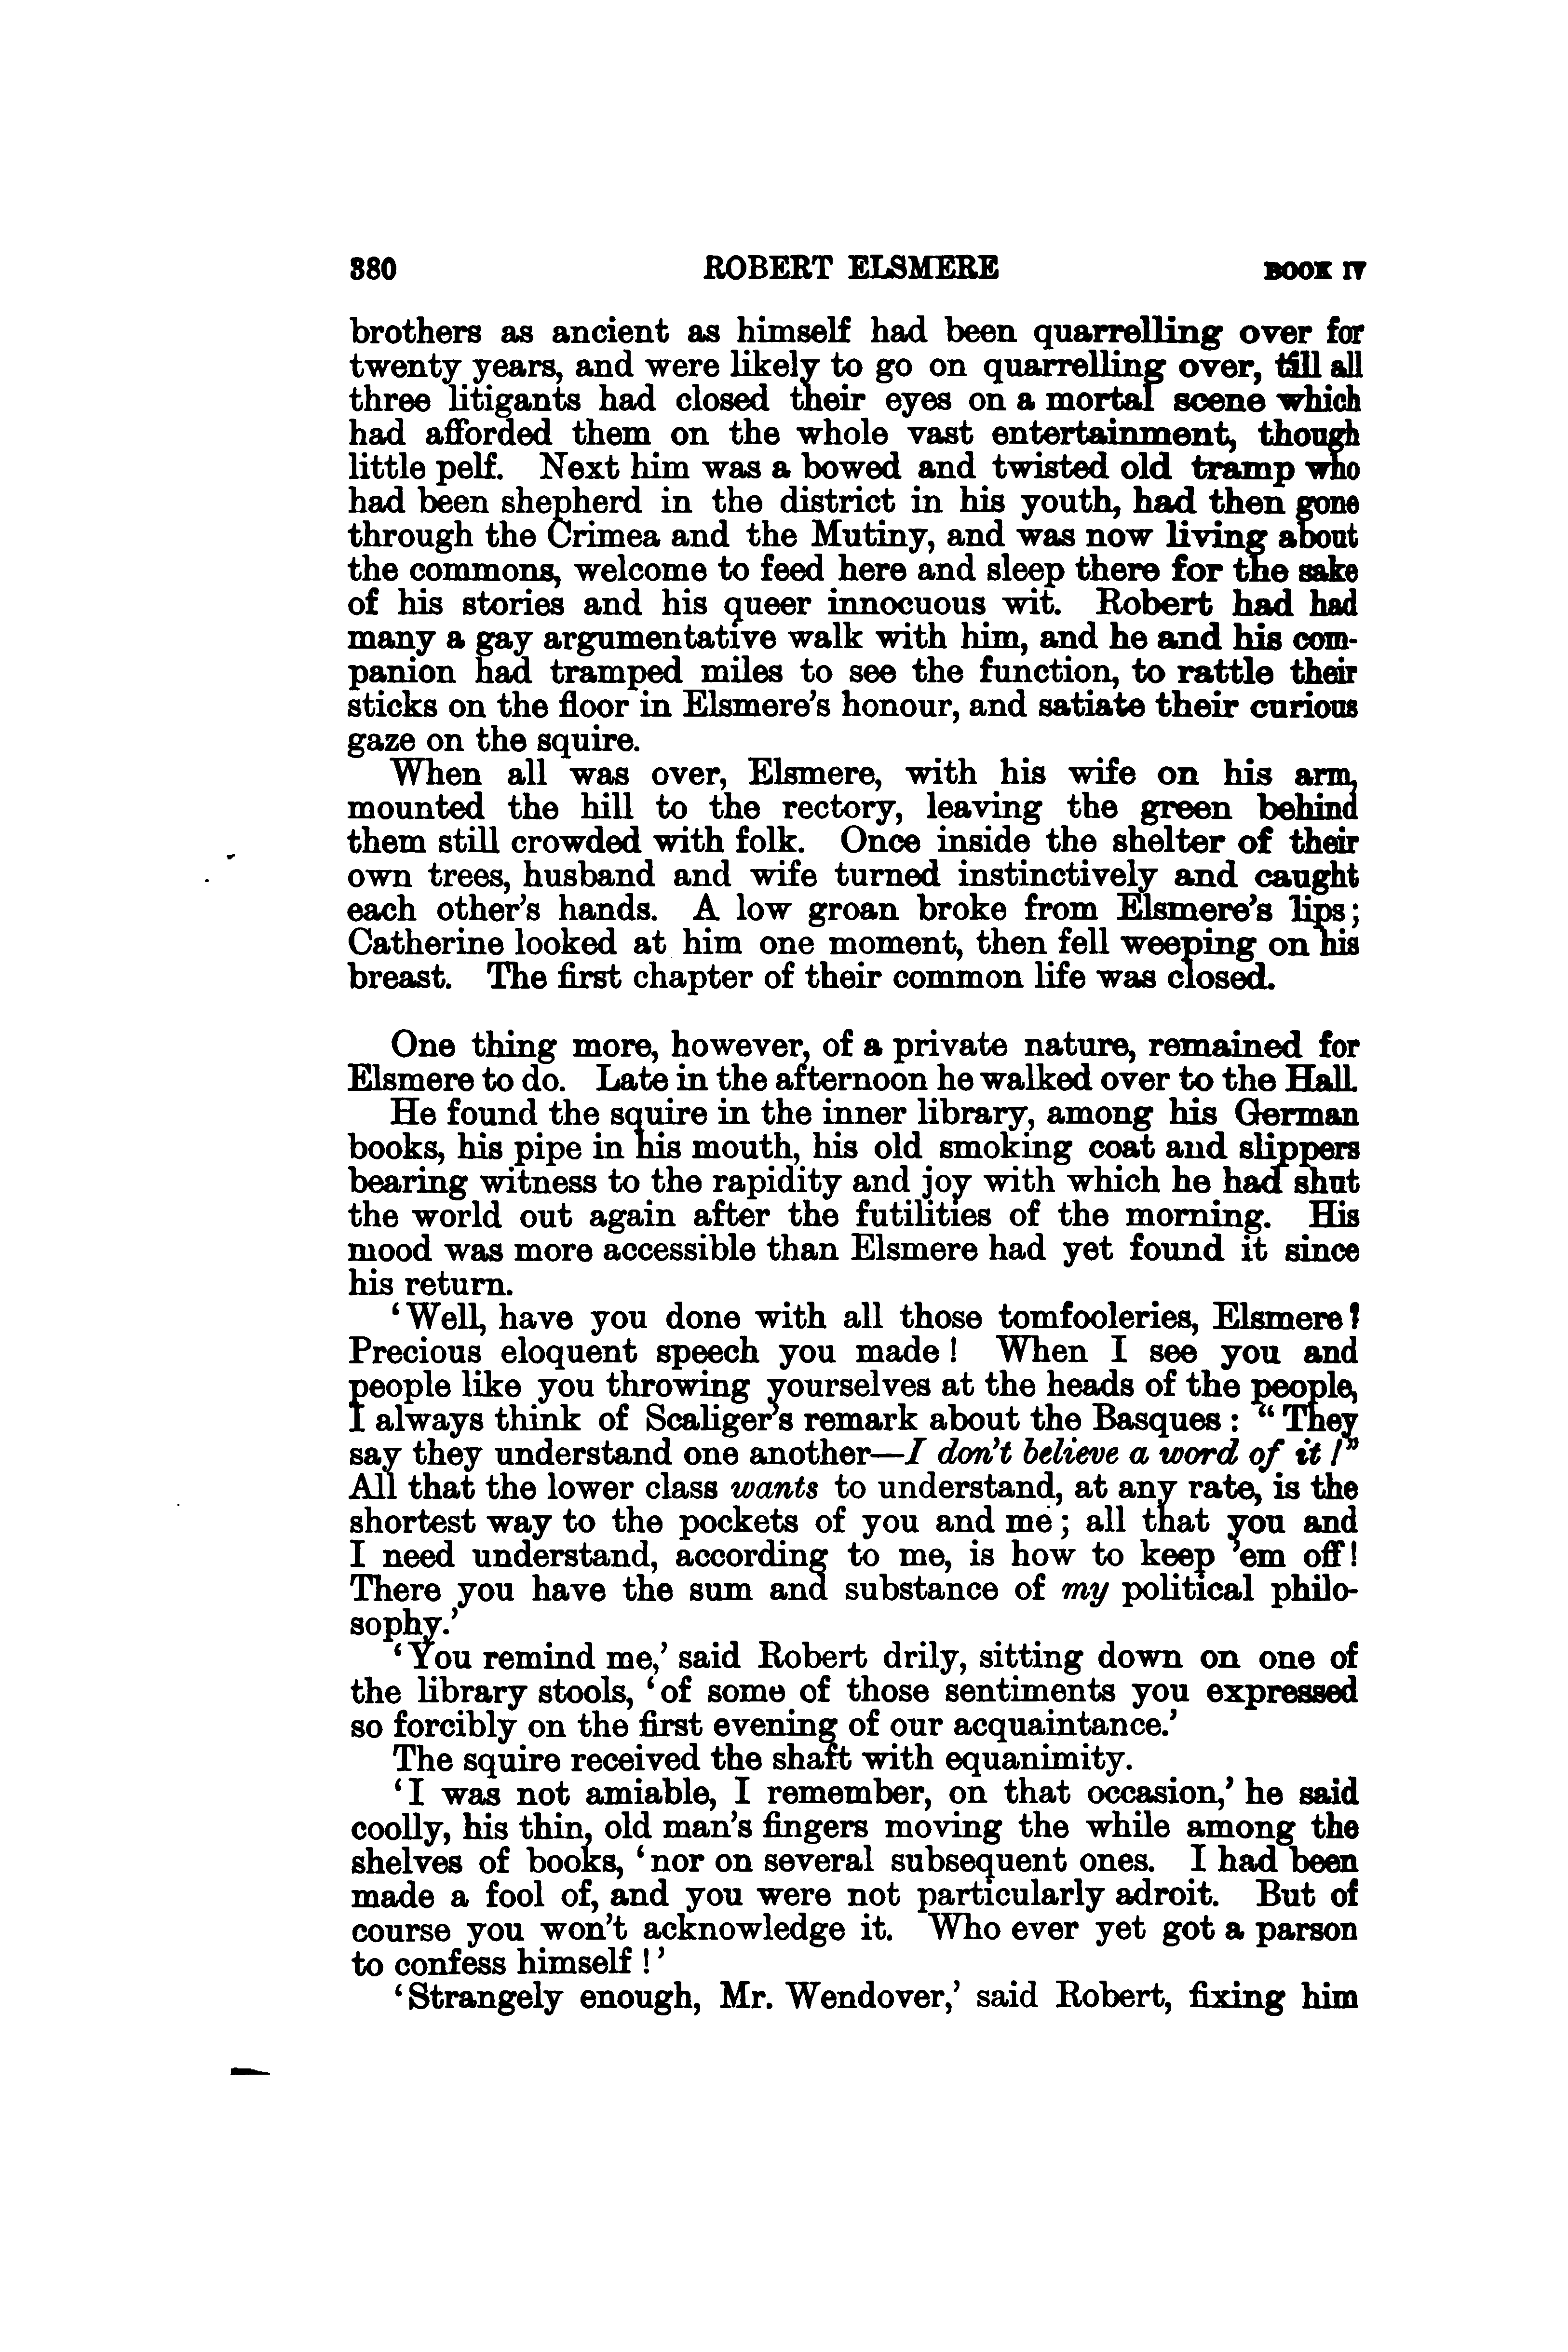 380 ROBERT ELSMERE BOOK IV
brothers as ancient as himself had been quarrelling over for
twenty years, and were likely to go on quarrelling over, till all
three litigants had closed their eyes on a mortal scene which
had afforded them on the whole vast entertainment, though
little pelf. Next him was a bowed and twisted old tramp who
had been shepherd in the district in his youth, had then gone
through the Crimea and the Mutiny, and was now living about
the commons, welcome to feed here and sleep there for the sake
of his stories and his queer innocuous wit. Robert had had
many a gay argumentative walk with him, and he and his com-
panion had tramped miles to see the function, to rattle their
sticks on the floor in Elsmere's honour, and satiate their curious
gaze on the squire.
When all was over, Elsmere, with his wife on his arm,
mounted the hill to the rectory, leaving the green behind
them still crowded with folk. Once inside the shelter of their
own trees, husband and wife turned instinctively and caught
each other's hands. A low groan broke from Elsmere's lips;
Catherine looked at him one moment, then fell weeping on his
breast. The first chapter of their common life was closed.
One thing more, however, of a private nature, remained for
Elsmere to do. Late in the afternoon he walked over to the Hall.
He found the squire in the inner library, among his German
books, his pipe in his mouth, his old smoking coat and slippers
bearing witness to the rapidity and joy with which he had shut
the world out again after the futilities of the morning. His
mood was more accessible than Elsmere had yet found it since
his return.
'Well, have you done with all those tomfooleries, Elsmere?
Precious eloquent speech you made! When I see you and
people like you throwing yourselves at the heads of the people,
I always think of Scaliger's remark about the Basques: "They
say they understand one another—I don't believe a word of it!"
All that the lower class wants to understand, at any rate, is the
shortest way to the pockets of you and me; all that you and
I need understand, according to me, is how to keep 'em off!
There you have the sum and substance of my political philo-
sophy.'
'You remind me,' said Robert drily, sitting down on one of
the library stools, 'of some of those sentiments you expressed
so forcibly on the first evening of our acquaintance.'
The squire received the shaft with equanimity.
'I was not amiable, I remember, on that occasion,' he said
coolly, his thin, old man's fingers moving the while among the
shelves of books, 'nor on several subsequent ones. I had been
made a fool of, and you were not particularly adroit. But of
course you won't acknowledge it. Who ever yet got a parson
to confess himself!'
'Strangely enough, Mr. Wendover,' said Robert, fixing him